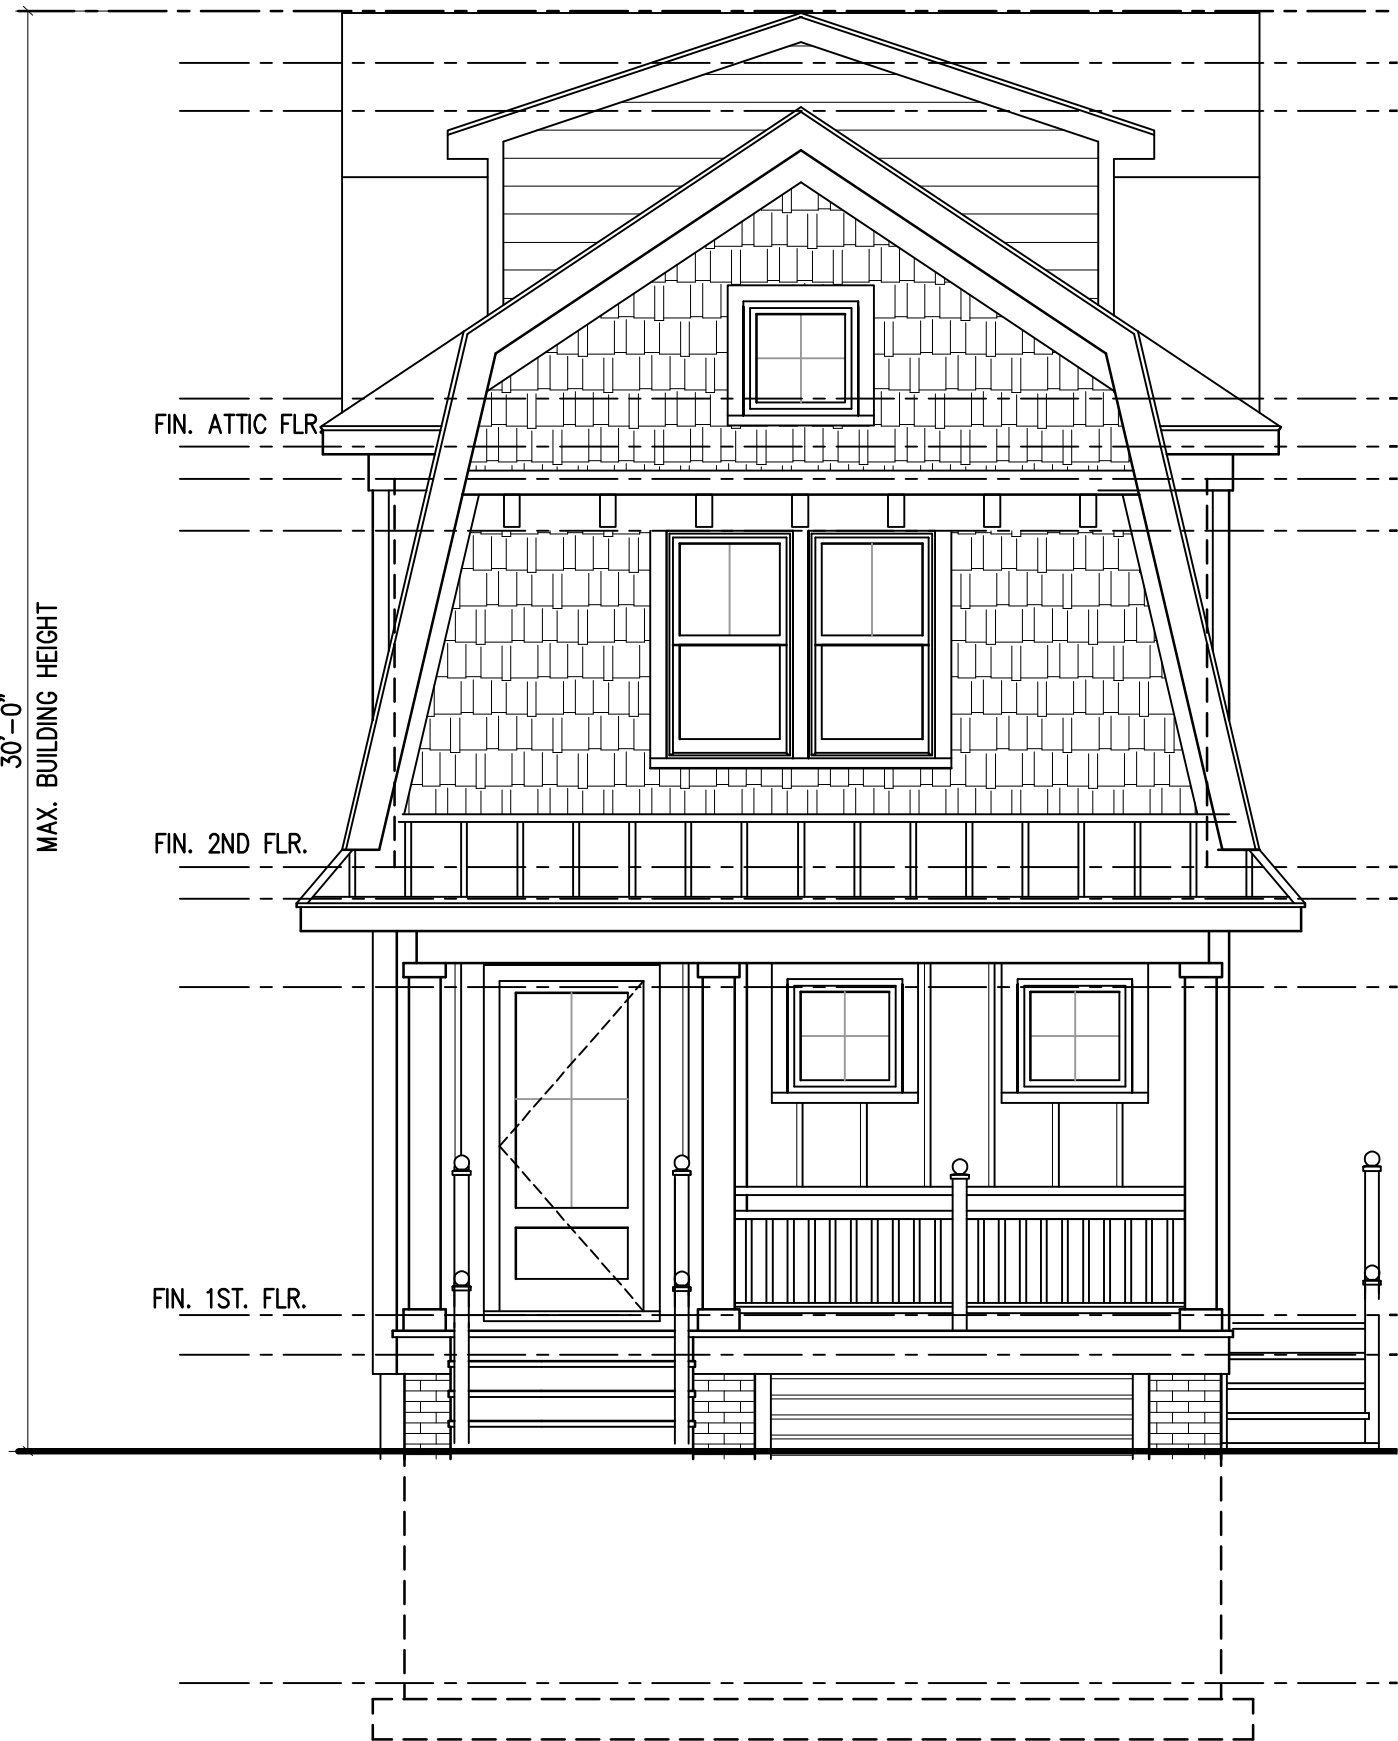 FIN. ATTIC FLR.
30'-0"
MAX. BUILDING HEIGHT
FIN. 2ND FLR.
FIN. 1ST. FLR.